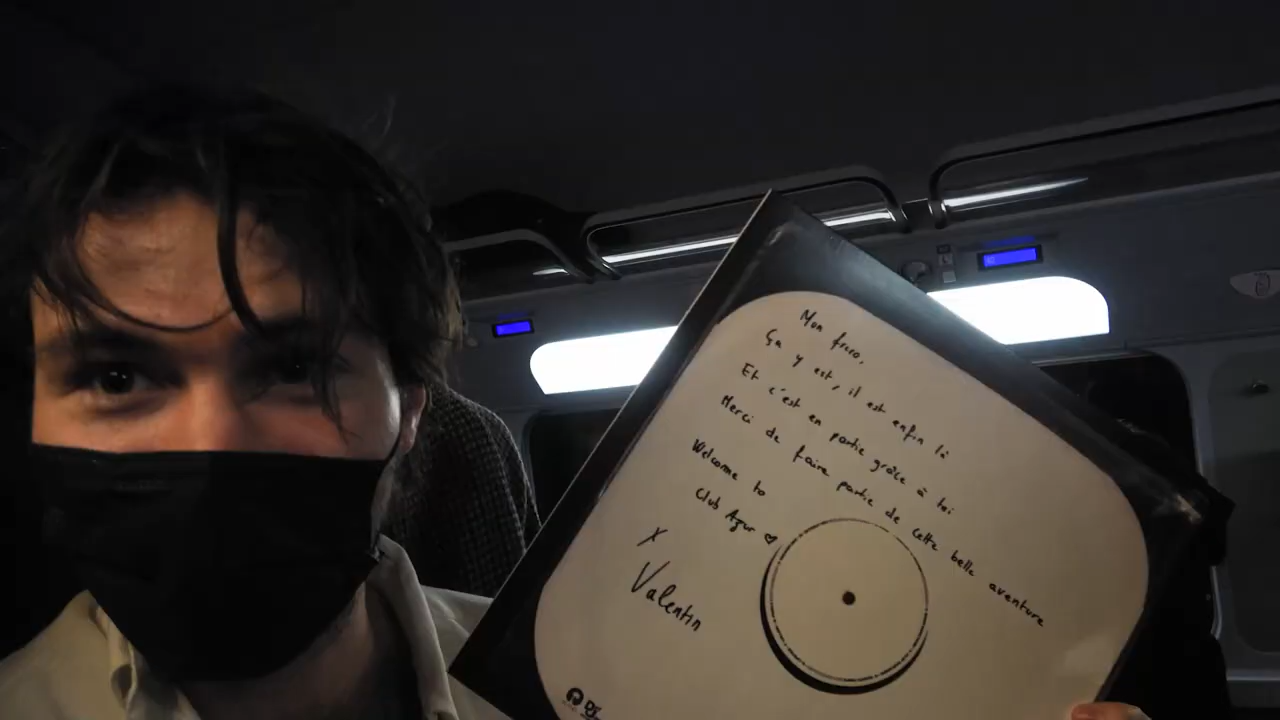 Mon frero,
Ça y est, il est enfin là
Et c'est en partie grâce à toi
Merci de faire partie de cette belle aventure
Welcome to
Club Azur ♡
x
Valentin